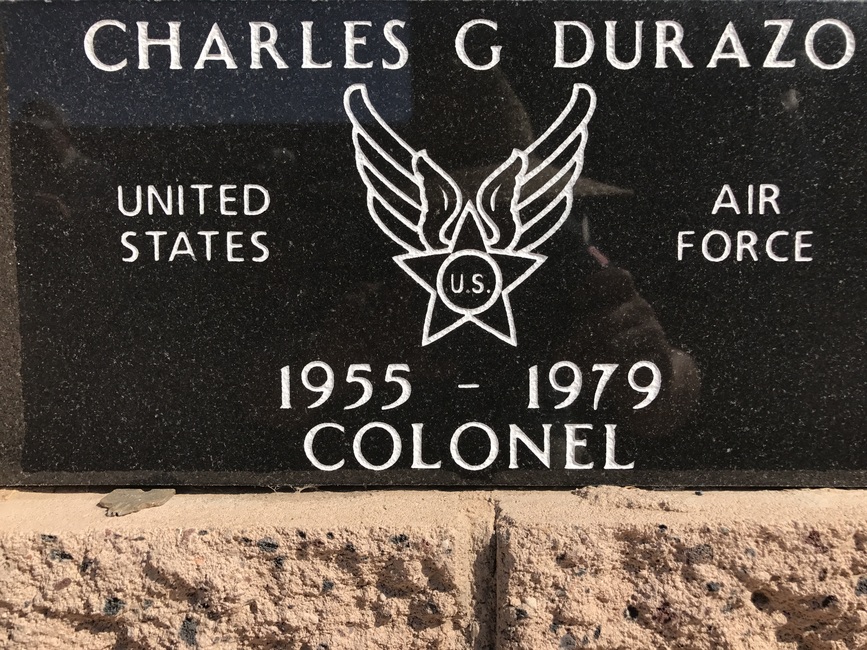 CHARLES G DURAZO
UNITED STATES
AIR FORCE
U.S.
1955 - 1979
COLONEL